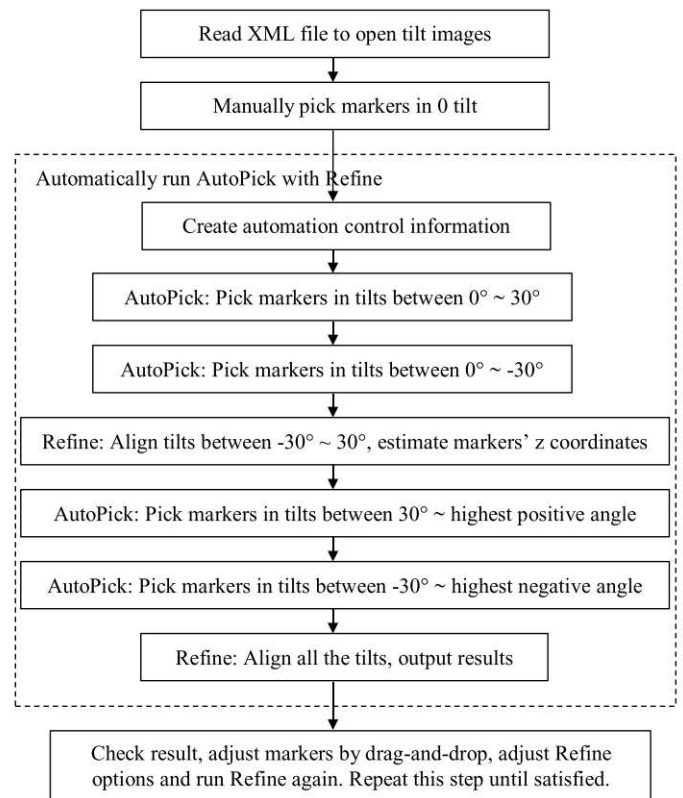 Read XML file to open tilt images
Manually pick markers in 0 tilt
Automatically run AutoPick with Refine
Create automation control information
AutoPick: Pick markers in tilts between 0° ~ 30°
AutoPick: Pick markers in tilts between 0° ~ -30°
Refine: Align tilts between -30° ~ 30°, estimate markers’ z coordinates
AutoPick: Pick markers in tilts between 30° ~ highest positive angle
AutoPick: Pick markers in tilts between -30° ~ highest negative angle
Refine: Align all the tilts, output results
Check result, adjust markers by drag-and-drop, adjust Refine
options and run Refine again. Repeat this step until satisfied.